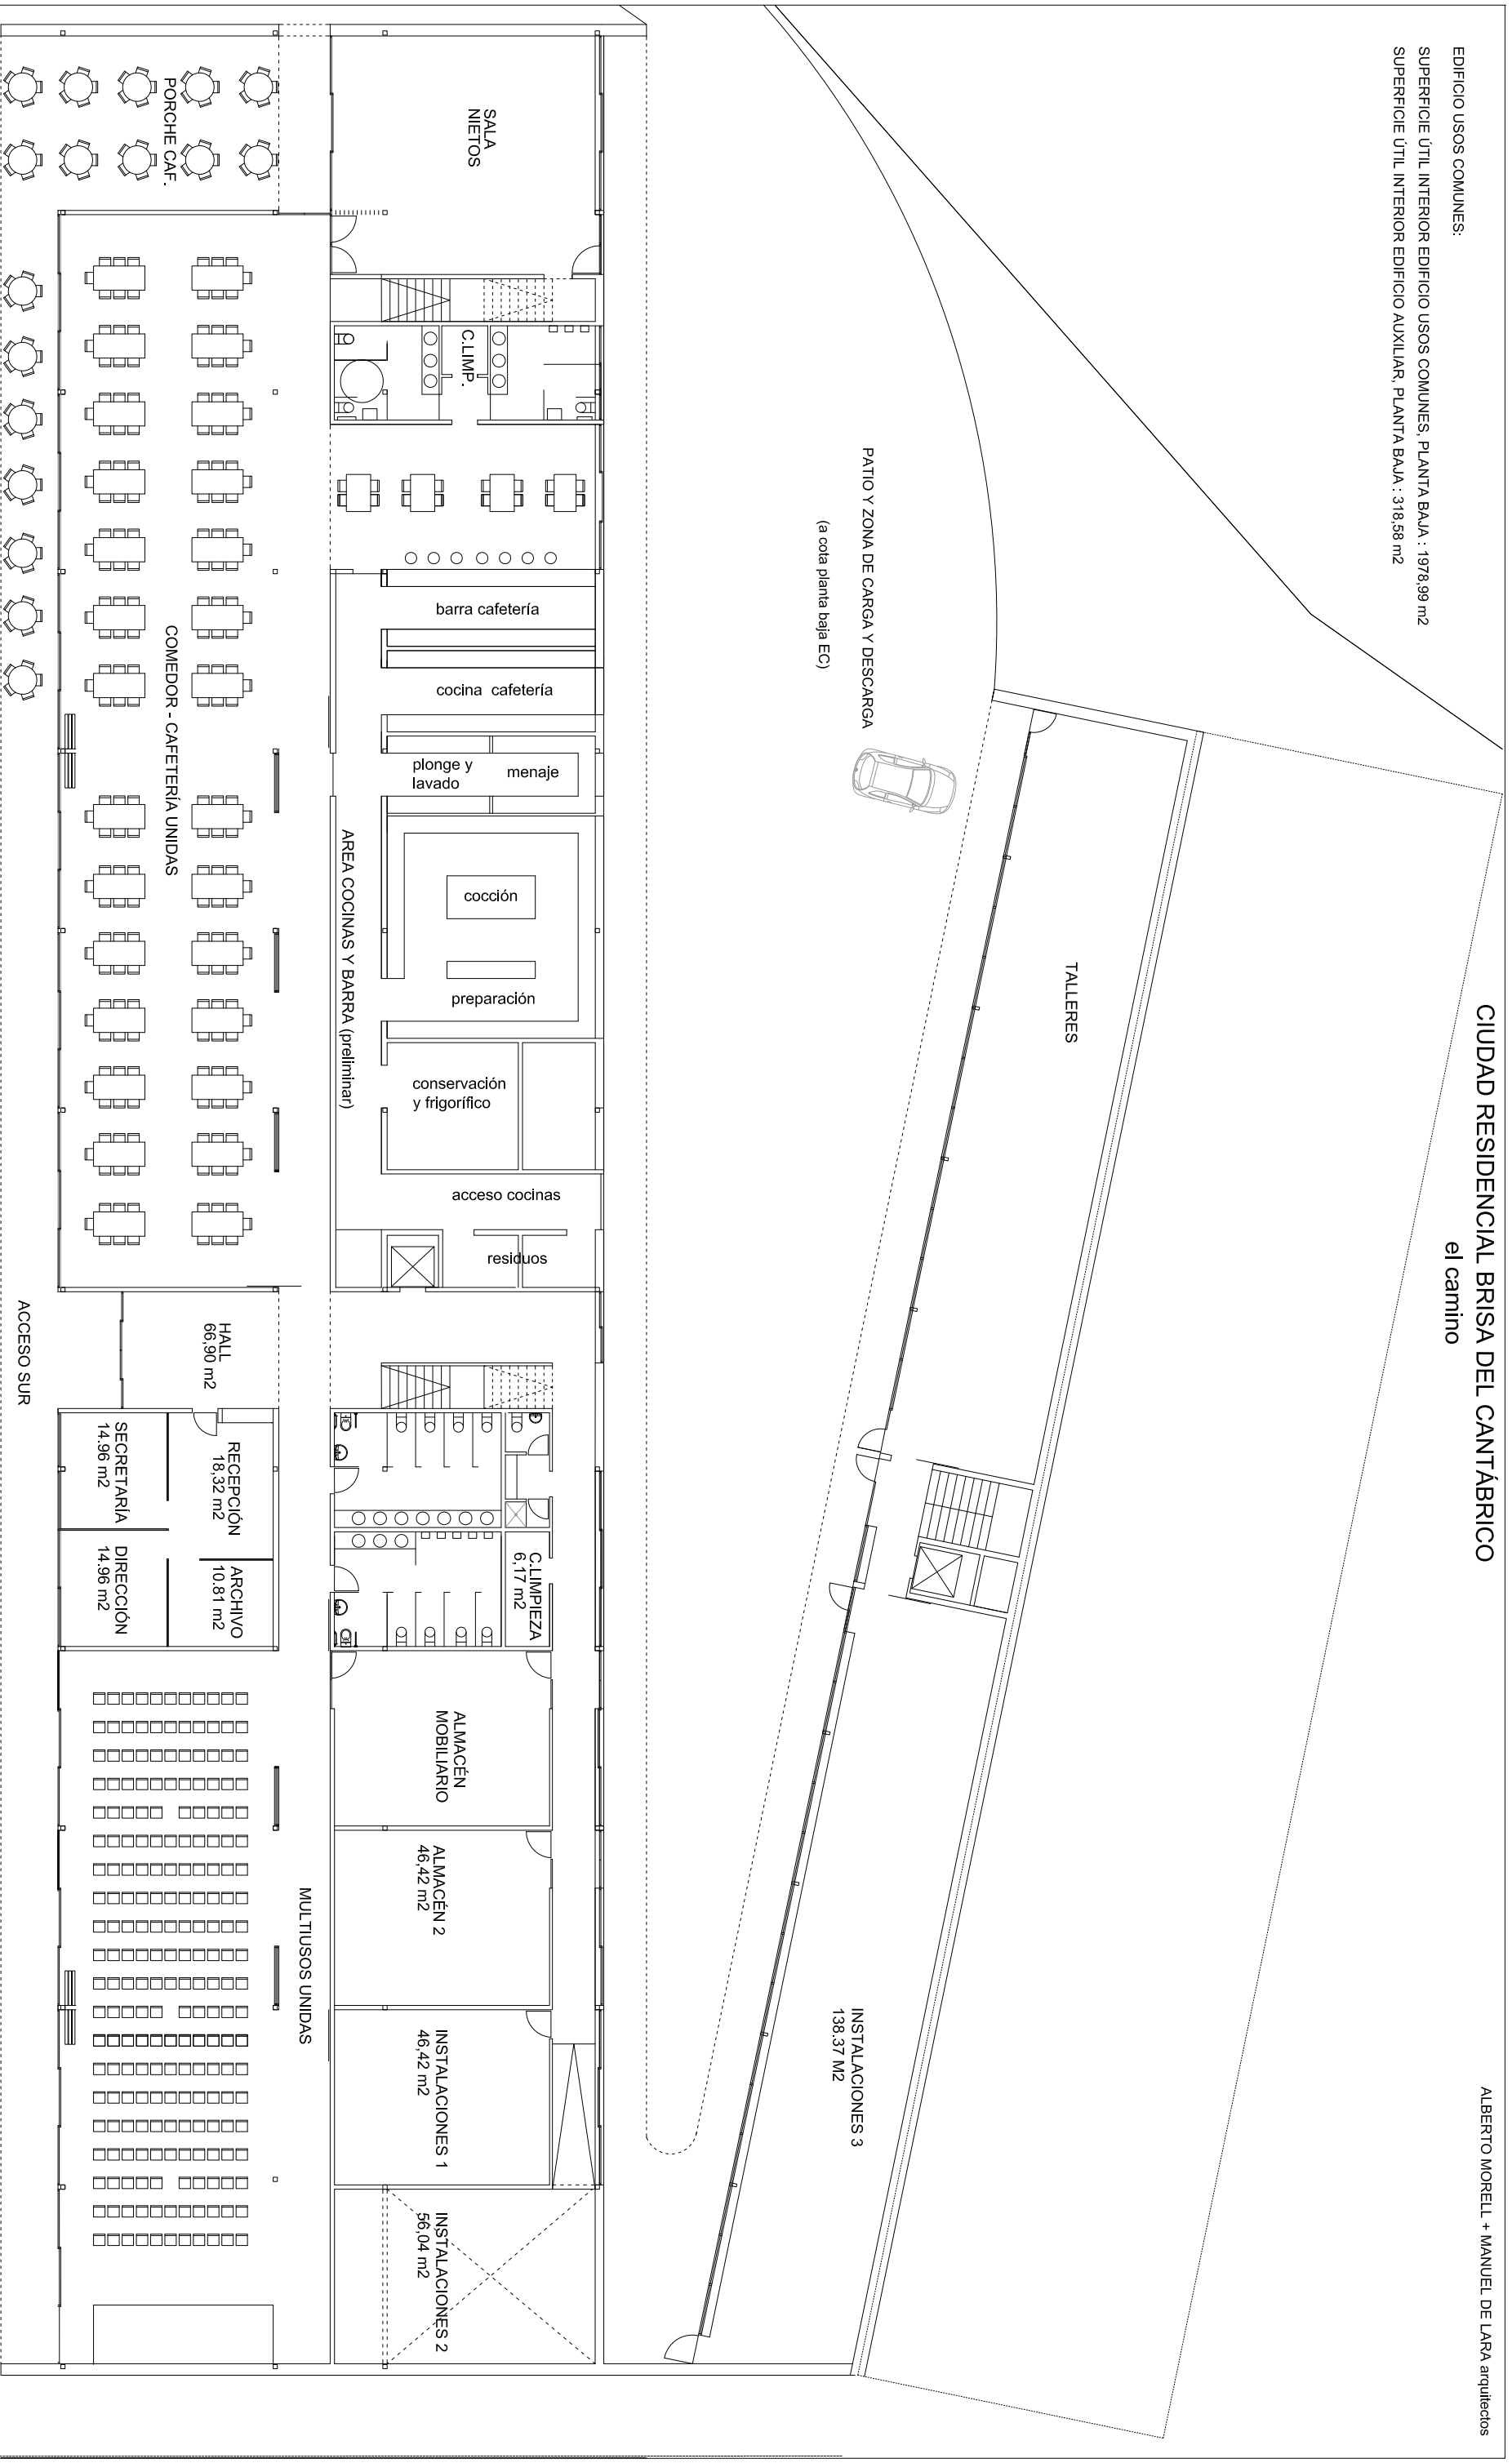 CIUDAD RESIDENCIAL BRISA DEL CANTÁBRICO
el camino
ALBERTO MORELL + MANUEL DE LARA arquitectos
EDIFICIO USOS COMUNES:
SUPERFICIE ÚTIL INTERIOR EDIFICIO USOS COMUNES, PLANTA BAJA : 1978,99 m2
SUPERFICIE ÚTIL INTERIOR EDIFICIO AUXILIAR, PLANTA BAJA : 318,58 m2
TALLERES
INSTALACIONES 3
138.37 M2
PATIO Y ZONA DE CARGA Y DESCARGA
(a cota planta baja EC)
SALA
NIETOS
C.LIMP.
barra cafetería
cocina cafetería
plonge y
lavado
menaje
cocción
preparación
conservación
y frigorífico
acceso cocinas
residuos
AREA COCINAS Y BARRA (preliminar)
C.LIMPIEZA
6,17 m2
ALMACÉN
MOBILIARIO
ALMACÉN 2
46,42 m2
INSTALACIONES 1
46,42 m2
INSTALACIONES 2
56,04 m2
PORCHE CAF.
COMEDOR - CAFETERÍA UNIDAS
HALL
66,90 m2
RECEPCIÓN
18,32 m2
ARCHIVO
10.81 m2
SECRETARÍA
14.96 m2
DIRECCIÓN
14.96 m2
MULTIUSOS UNIDAS
ACCESO SUR